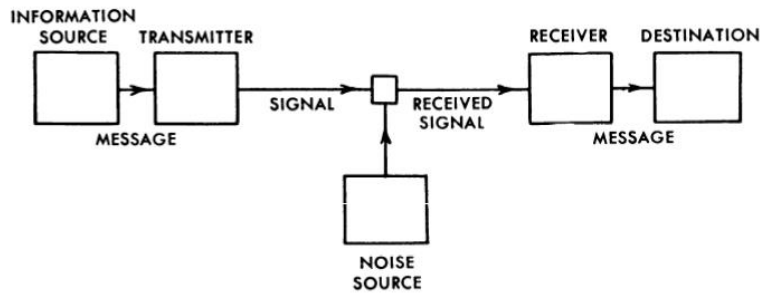 INFORMATION
SOURCE
TRANSMITTER
RECEIVER
DESTINATION
SIGNAL
RECEIVED
SIGNAL
MESSAGE
MESSAGE
NOISE
SOURCE